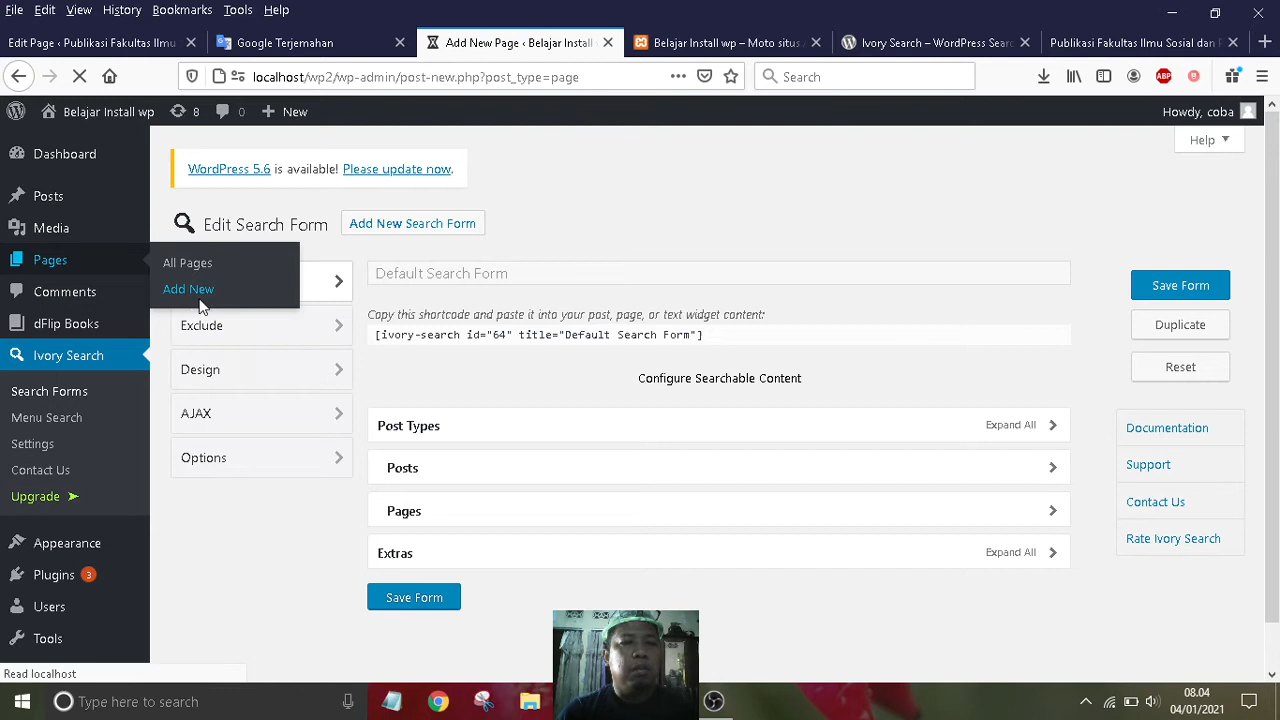 File Edit View History Bookmarks Tools Help
Edit Page ‹ Publikasi Fakultas Ilmu
Google Terjemahan
Add New Page ‹ Belajar Install
Belajar Install wp – Moto situs
Ivory Search – WordPress Sear
Publikasi Fakultas Ilmu Sosial dan
localhost/wp2/wp-admin/post-new.php?post_type=page
Search
ABP
Belajar Install wp 8 0 New Howdy, coba
Dashboard
Posts
Media
Pages
Comments
dFlip Books
Ivory Search
Search Forms
Menu Search
Settings
Contact Us
Upgrade
Appearance
Plugins 3
Users
Tools
All Pages
Add New
Help
WordPress 5.6 is available! Please update now.
Edit Search Form Add New Search Form
Exclude
Design
AJAX
Options
Default Search Form
Copy this shortcode and paste it into your post, page, or text widget content:
[ivory-search id="64" title="Default Search Form"]
Configure Searchable Content
Post Types Expand All
Posts
Pages
Extras Expand All
Save Form
Save Form
Duplicate
Reset
Documentation
Support
Contact Us
Rate Ivory Search
Read localhost
Type here to search
08.04
04/01/2021